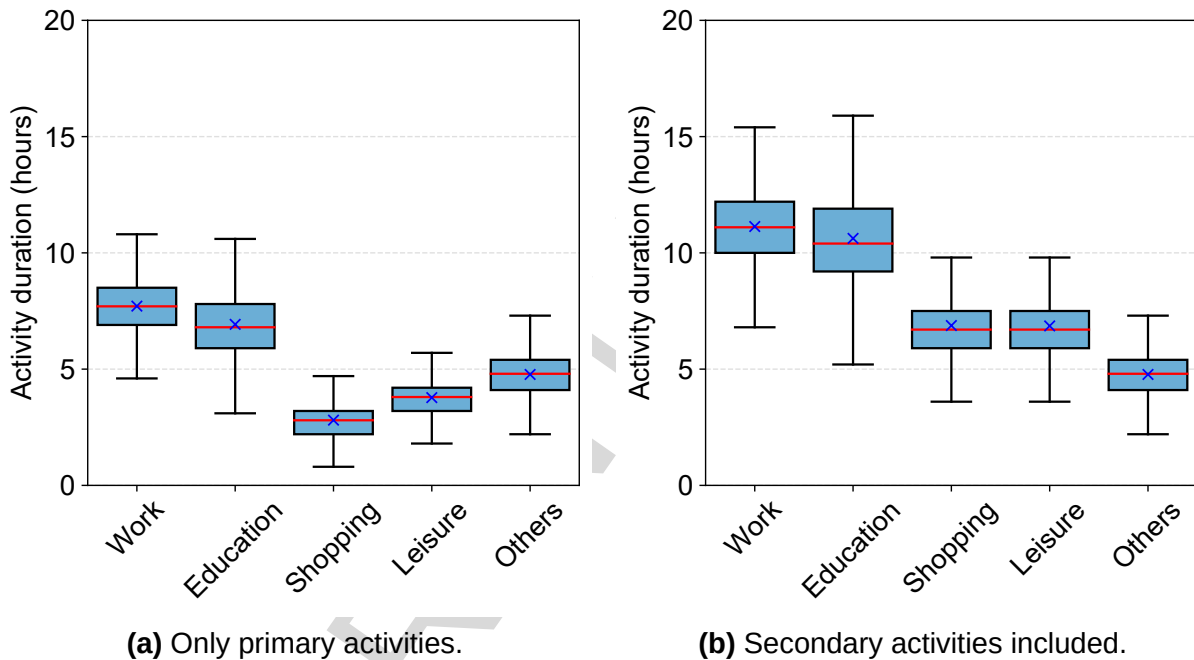 20
15
10
5
0
Activity duration (hours)
Work
Education
Shopping
Leisure
Others
(a) Only primary activities.
20
15
10
5
0
Activity duration (hours)
Work
Education
Shopping
Leisure
Others
(b) Secondary activities included.